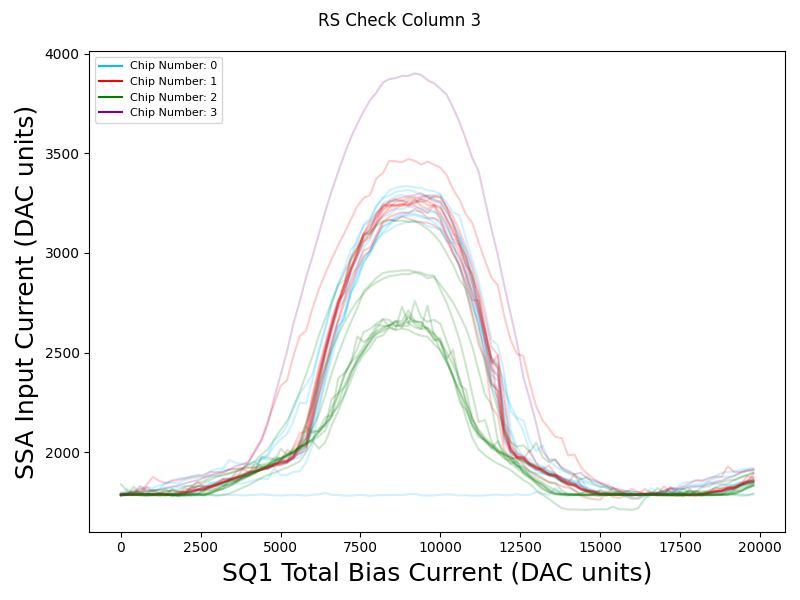 RS Check Column 3
4000
3500
3000
2500
2000
SSA Input Current (DAC units)
Chip Number: 0
Chip Number: 1
Chip Number: 2
Chip Number: 3
0 2500 5000 7500 10000 12500 15000 17500 20000
SQ1 Total Bias Current (DAC units)